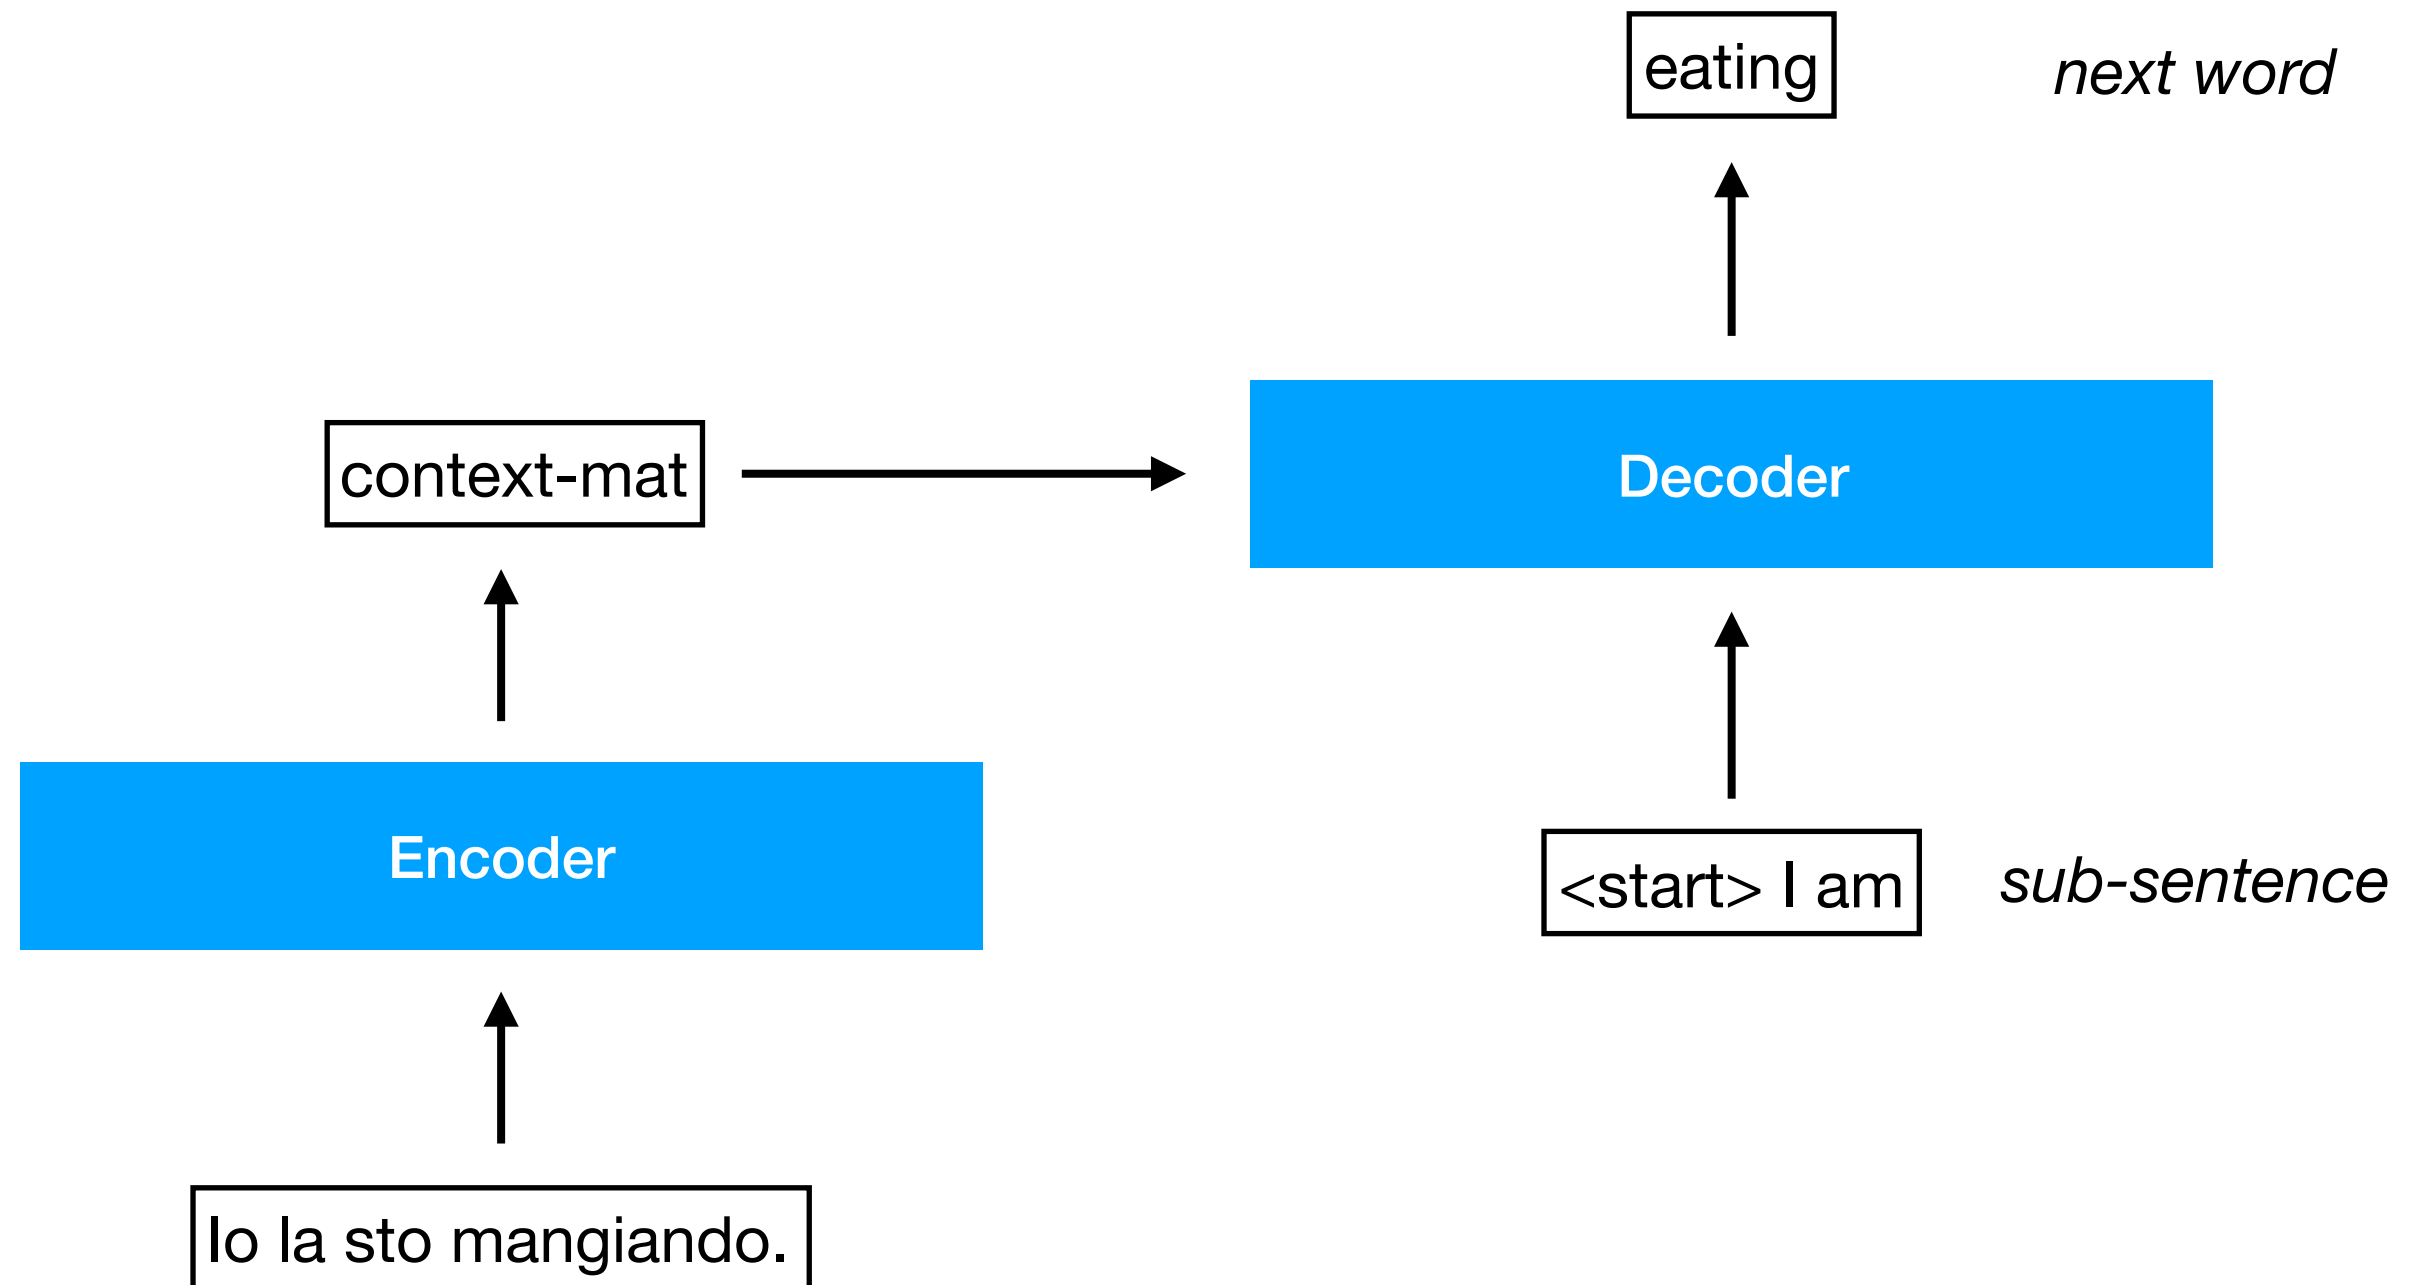 eating
next word
context-mat
Decoder
Encoder
<start> I am
sub-sentence
Io la sto mangiando.